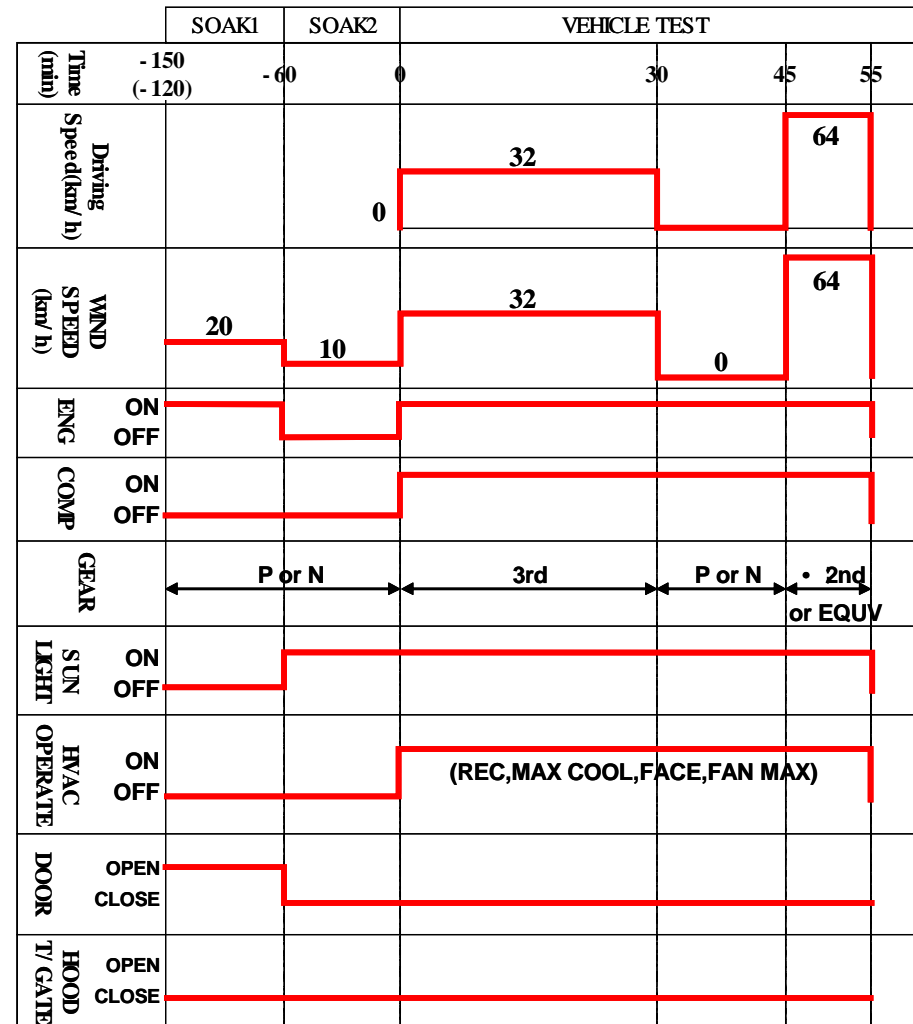 SOAK1 SOAK2 VEHICLE TEST
Time
(min)
- 150
(- 120)
- 60 0 30 45 55
Driving
Speed(km/ h)
0 32 64
WIND
SPEED
(km/ h)
20 10 32 0 64
ENG
ON
OFF
COMP
ON
OFF
GEAR
P or N 3rd P or N • 2nd
or EQUV
SUN
LIGHT
ON
OFF
HVAC
OPERATE
ON
OFF
(REC,MAX COOL,FACE,FAN MAX)
DOOR
OPEN
CLOSE
HOOD
T/ GATE
OPEN
CLOSE